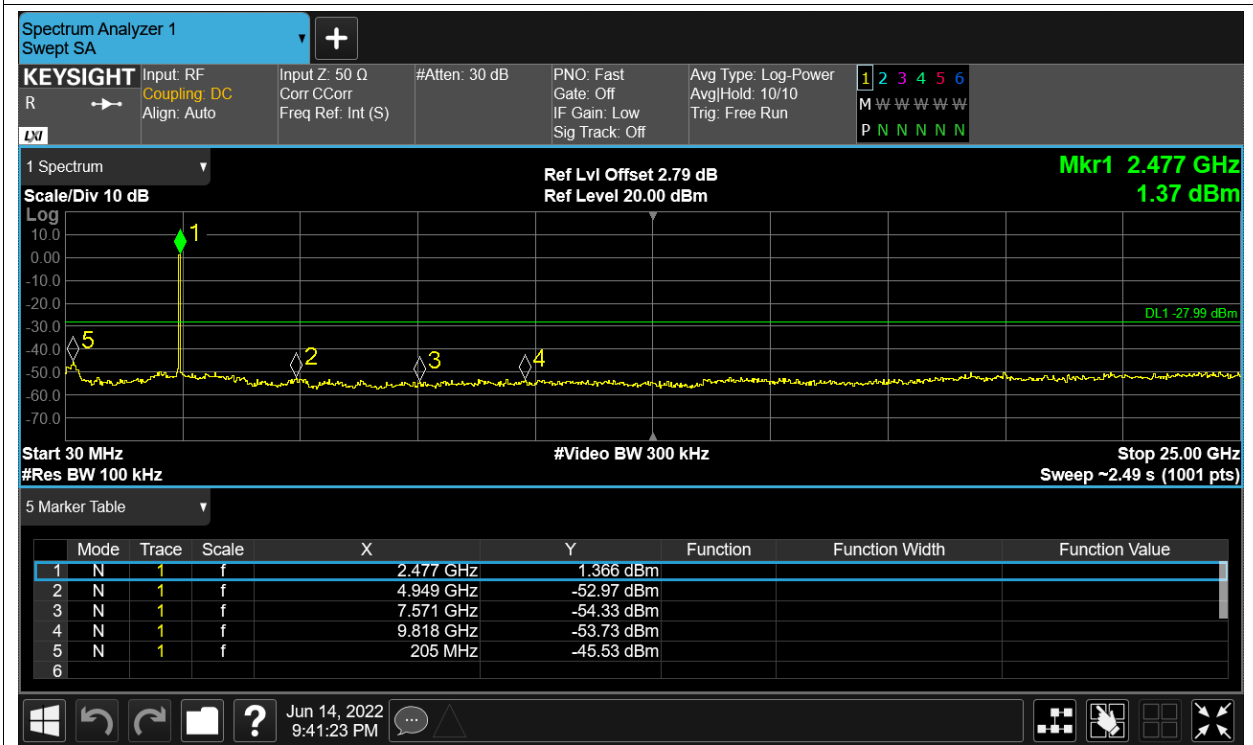 Spectrum Analyzer 1
Swept SA
KEYSIGHT
R
LXI
Input: RF
Coupling: DC
Align: Auto
Input Z: 50 Ω
Corr CCorr
Freq Ref: Int (S)
#Atten: 30 dB
PNO: Fast
Gate: Off
IF Gain: Low
Sig Track: Off
Avg Type: Log-Power
Avg|Hold: 10/10
Trig: Free Run
1 2 3 4 5 6
M W W W W W
P N N N N N
1 Spectrum
Scale/Div 10 dB
Ref Lvl Offset 2.79 dB
Ref Level 20.00 dBm
Mkr1 2.477 GHz
1.37 dBm
Log
10.0
0.00
-10.0
-20.0
-30.0
-40.0
-50.0
-60.0
-70.0
1
DL1 -27.99 dBm
5
2
3
4
Start 30 MHz
#Res BW 100 kHz
#Video BW 300 kHz
Stop 25.00 GHz
Sweep ~2.49 s (1001 pts)
5 Marker Table
Mode Trace Scale X Y Function Function Width Function Value
1 N 1 f 2.477 GHz 1.366 dBm
2 N 1 f 4.949 GHz -52.97 dBm
3 N 1 f 7.571 GHz -54.33 dBm
4 N 1 f 9.818 GHz -53.73 dBm
5 N 1 f 205 MHz -45.53 dBm
6
?
Jun 14, 2022
9:41:23 PM